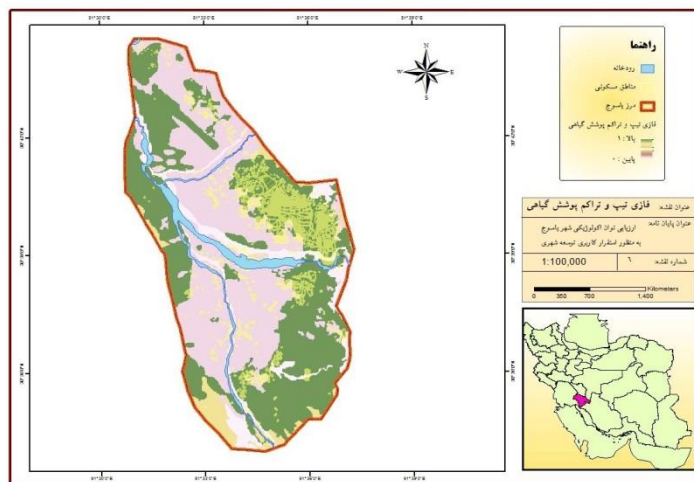 N
W E
S
راهنما
رودخانه
مناطق مسکونی
مرز یاسوج
فازی تیپ و تراکم پوشش گیاهی
بالا : ۱
پایین : ۰
عنوان نقشه: فازی تیپ و تراکم پوشش گیاهی
عنوان پایان نامه: ارزیابی توان اکولوژیکی شهر یاسوج
به منظور استقرار کاربری توسعه شهری
شماره نقشه: ٦ 1:100,000
Kilometers
0 350 700 1,400